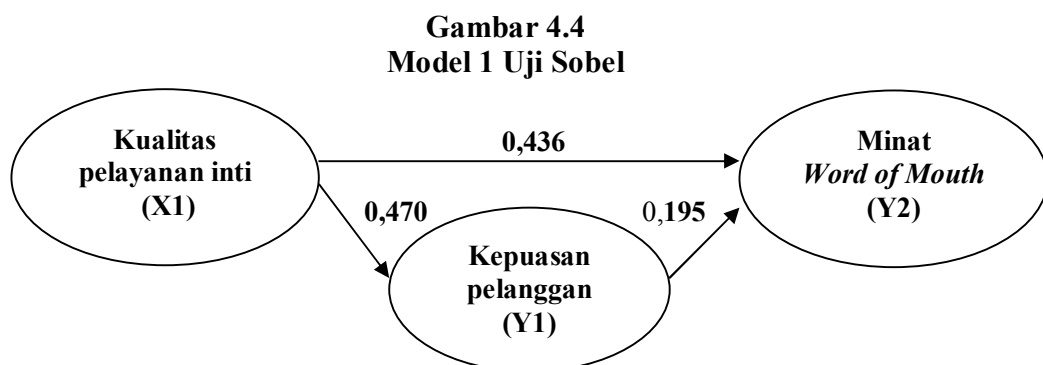 Gambar 4.4
Model 1 Uji Sobel
Kualitas
pelayanan inti
(X1)
0,436
Minat
Word of Mouth
(Y2)
0,470
0,195
Kepuasan
pelanggan
(Y1)